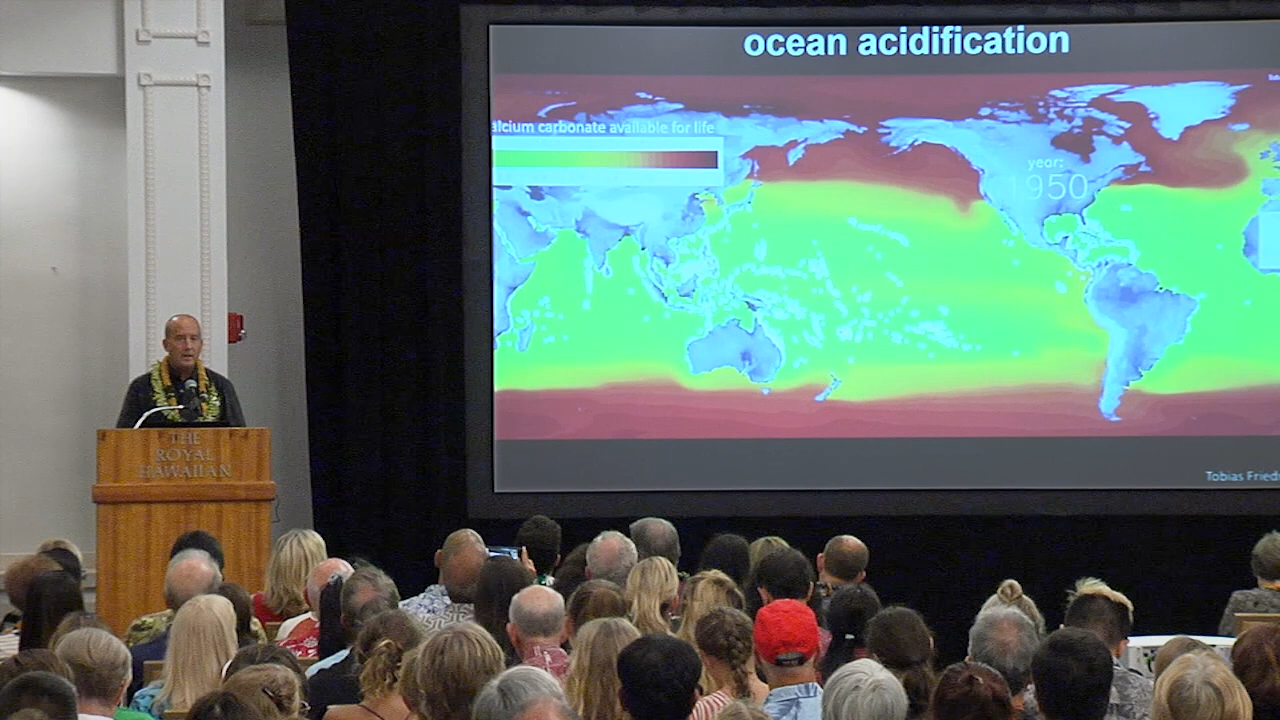 ocean acidification
alcium carbonate available for life
year:
1950
THE
ROYAL
HAWAIIAN
Tobias Fried